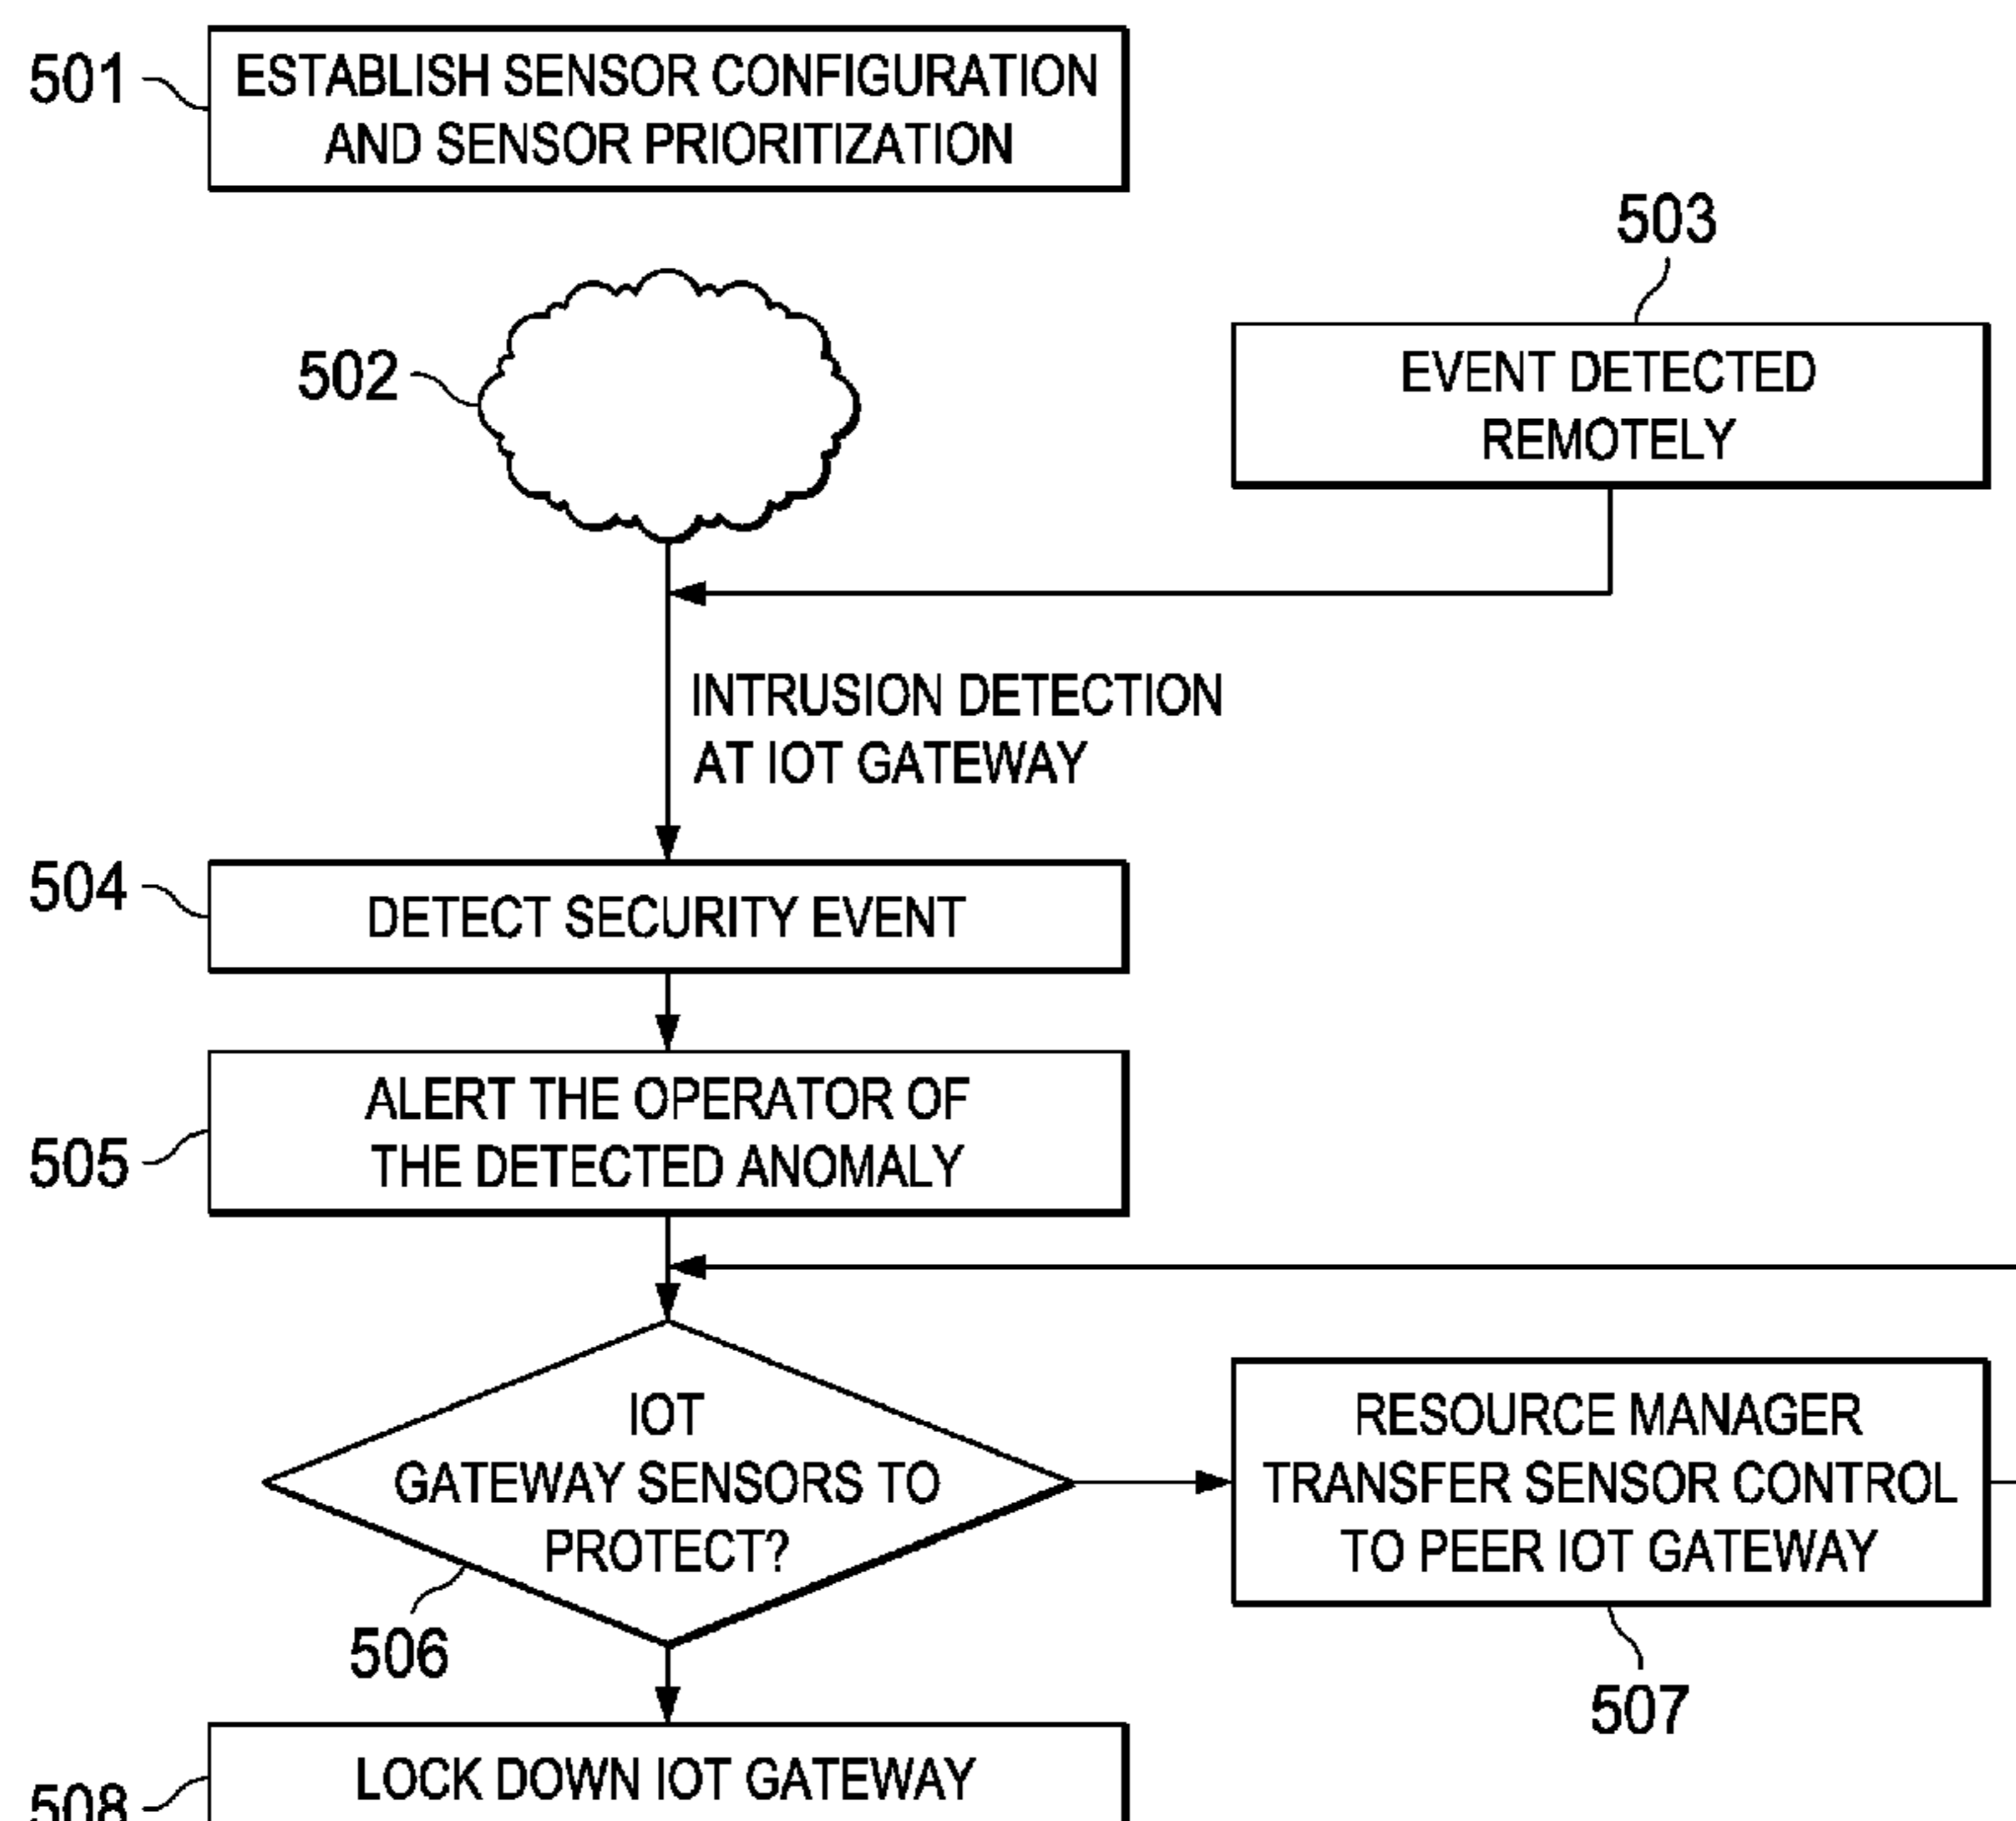 501
ESTABLISH SENSOR CONFIGURATION
AND SENSOR PRIORITIZATION
503
502
EVENT DETECTED
REMOTELY
INTRUSION DETECTION
AT IOT GATEWAY
504
DETECT SECURITY EVENT
505
ALERT THE OPERATOR OF
THE DETECTED ANOMALY
IOT
GATEWAY SENSORS TO
PROTECT?
506
RESOURCE MANAGER
TRANSFER SENSOR CONTROL
TO PEER IOT GATEWAY
507
508
LOCK DOWN IOT GATEWAY